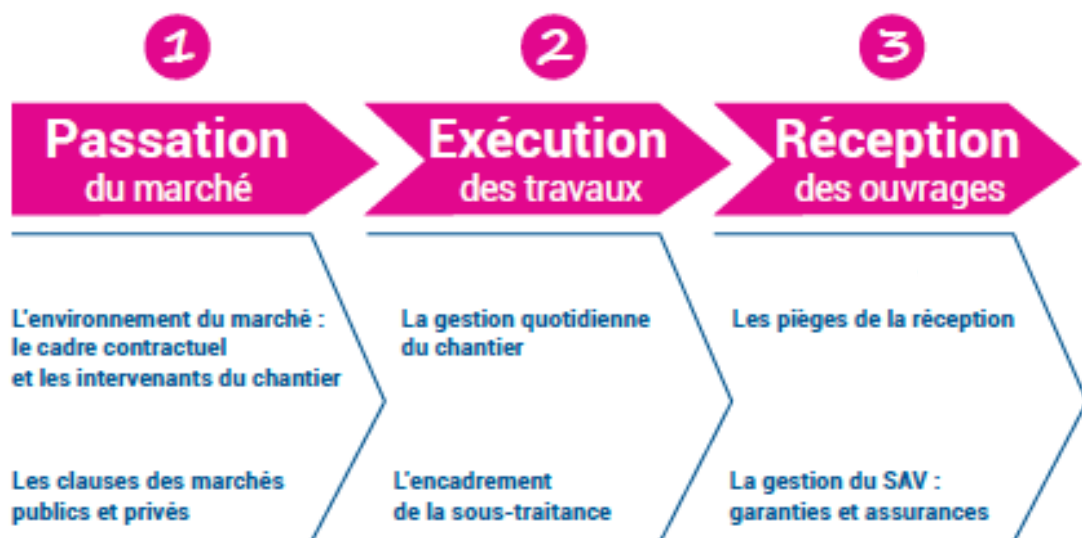 1
Passation
du marché
L'environnement du marché :
le cadre contractuel
et les intervenants du chantier
Les clauses des marchés
publics et privés
2
Exécution
des travaux
La gestion quotidienne
du chantier
L'encadrement
de la sous-traitance
3
Réception
des ouvrages
Les pièges de la réception
La gestion du SAV :
garanties et assurances